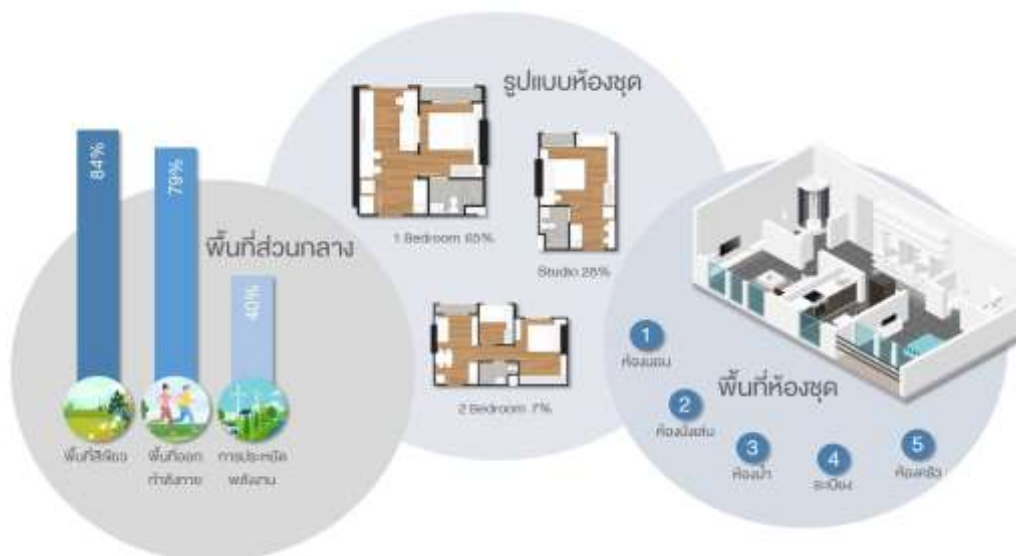 84%
79%
40%
พื้นที่ส่วนกลาง
พื้นที่สีเขียว
พื้นที่ออก
กำลังกาย
การประหยัด
พลังงาน
รูปแบบห้องชุด
1 Bedroom 65%
Studio 28%
2 Bedroom 7%
พื้นที่ห้องชุด
1
ห้องนอน
2
ห้องนั่งเล่น
3
ห้องน้ำ
4
ระเบียง
5
ห้องครัว